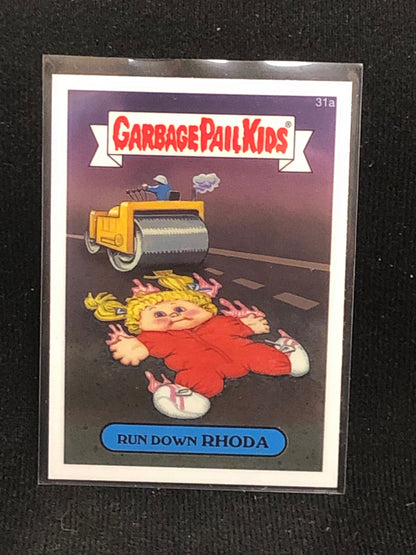 31a
GARBAGE PAIL KIDS®
RUN DOWN RHODA